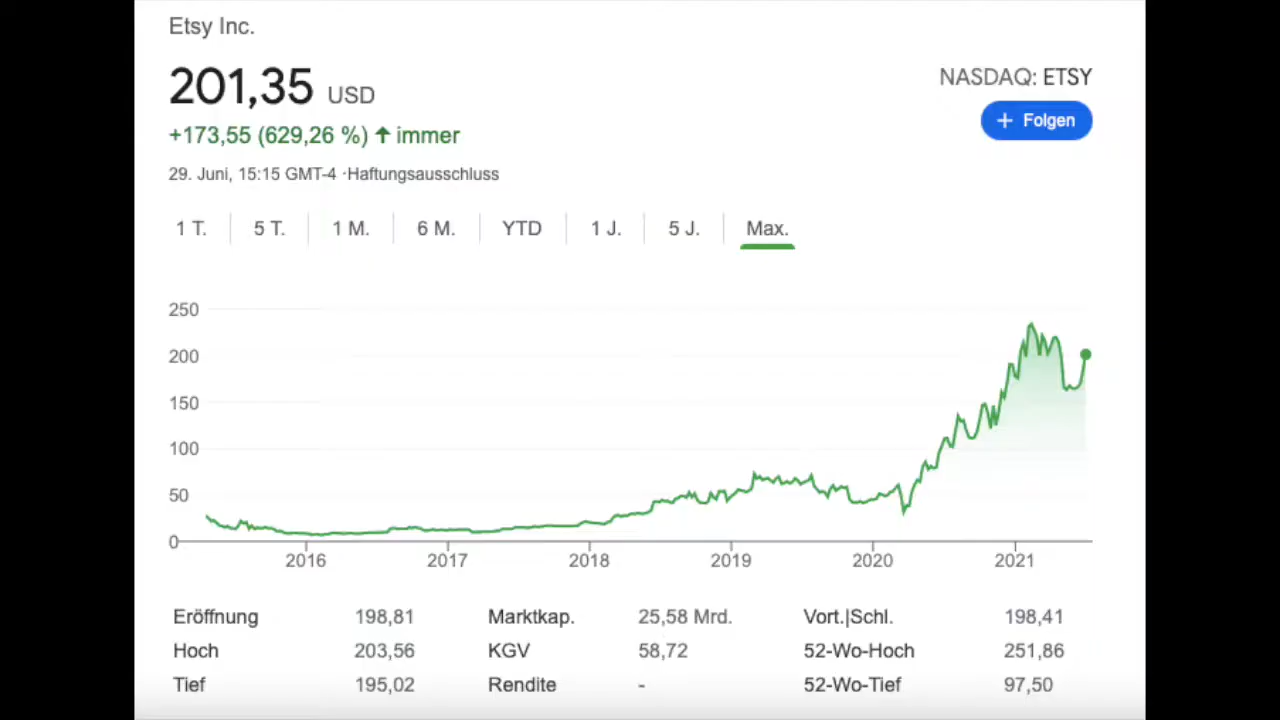 Etsy Inc.
201,35 USD
NASDAQ: ETSY
+ Folgen
+173,55 (629,26 %) ↑ immer
29. Juni, 15:15 GMT-4 ·Haftungsausschluss
1 T. 5 T. 1 M. 6 M. YTD 1 J. 5 J. Max.
250
200
150
100
50
0
2016 2017 2018 2019 2020 2021
Eröffnung 198,81 Marktkap. 25,58 Mrd. Vort.|Schl. 198,41
Hoch 203,56 KGV 58,72 52-Wo-Hoch 251,86
Tief 195,02 Rendite - 52-Wo-Tief 97,50